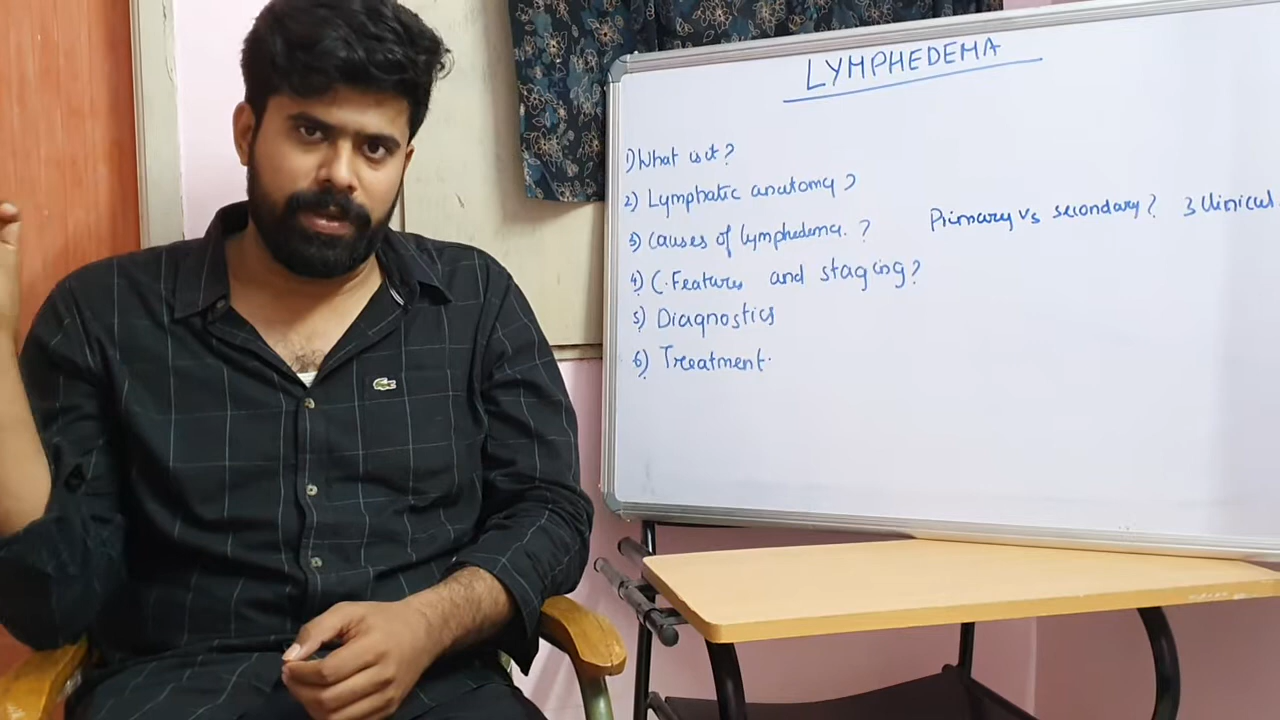 LYMPHEDEMA
1) What is it?
2) Lymphatic anatomy?
3) Causes of lymphedema. ? Primary vs secondary? 3 Clinical
4) C. Features and staging?
5) Diagnostics
6) Treatment.